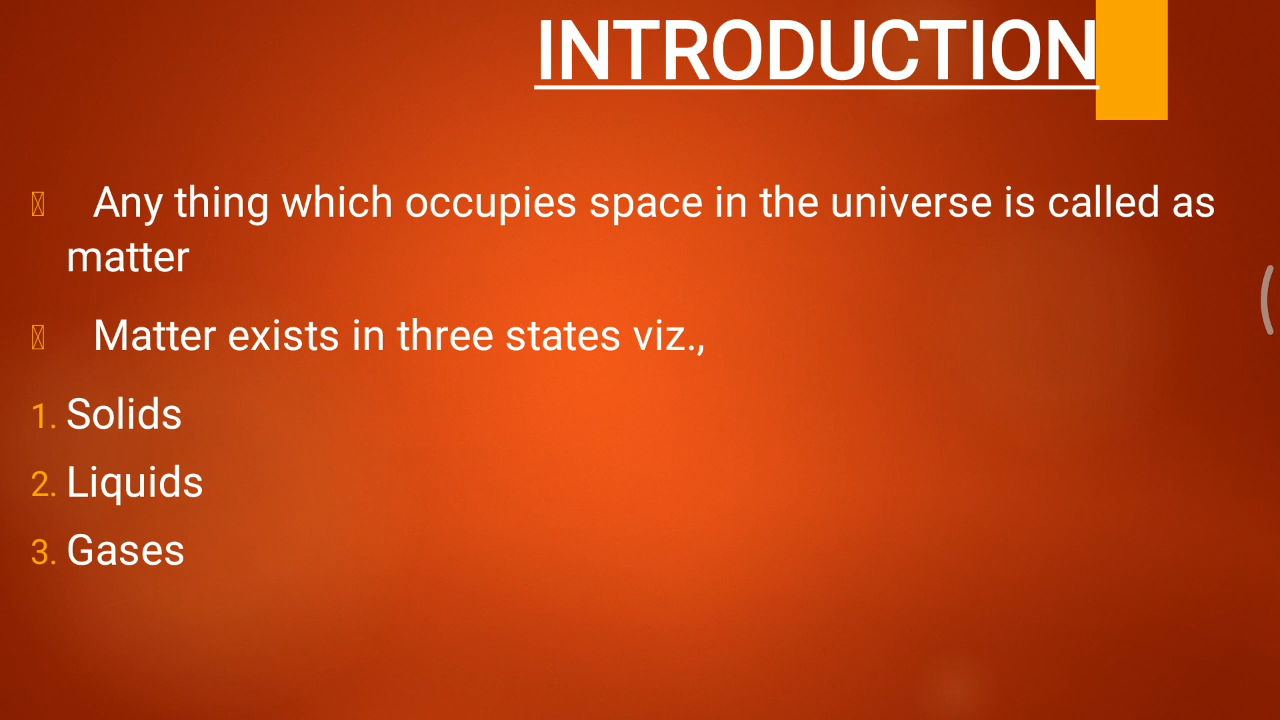 INTRODUCTION
Any thing which occupies space in the universe is called as
matter
Matter exists in three states viz.,
1. Solids
2. Liquids
3. Gases